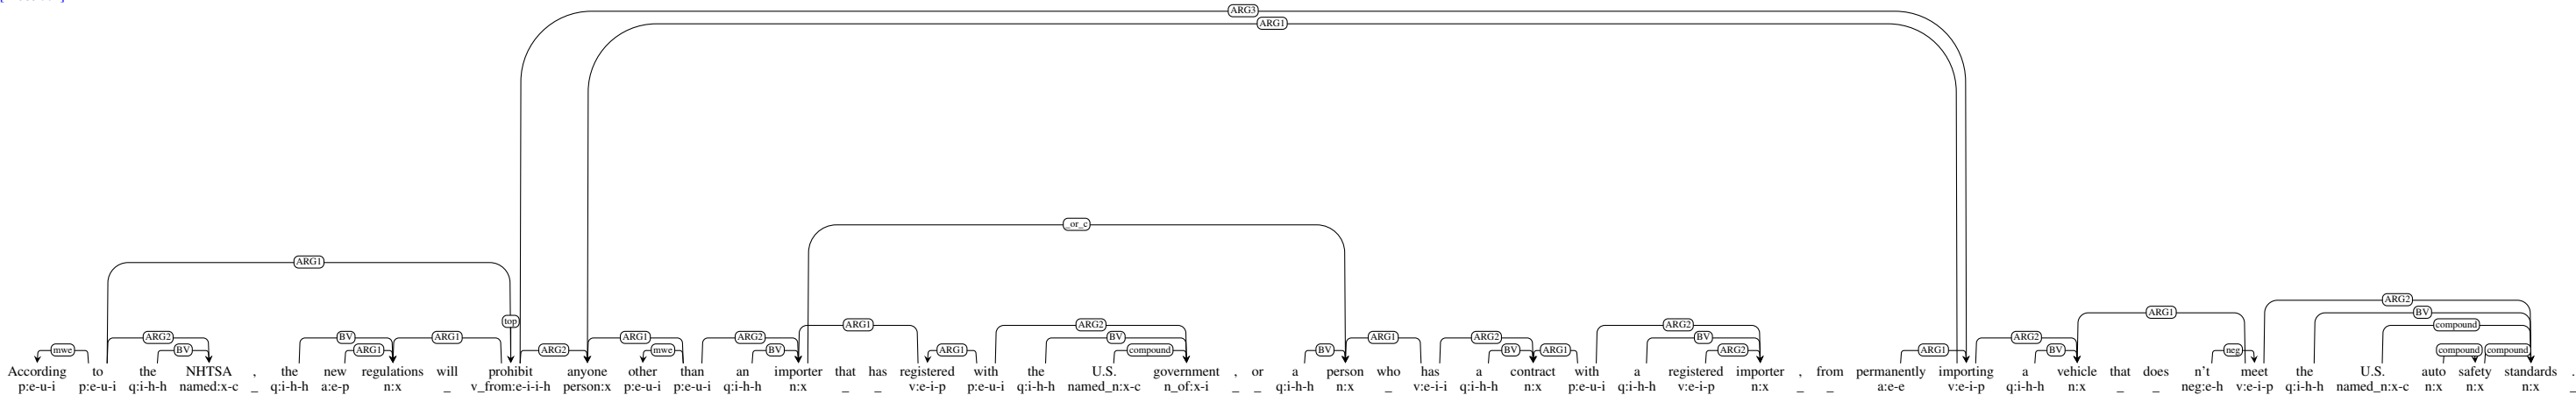 ARG3
ARG1
_or_c
ARG1
top
ARG2
BV
ARG1
compound
ARG2 BV ARG1 ARG1 ARG2 BV ARG1 ARG2 ARG2 BV ARG2 BV
mwe BV ARG1 ARG2 mwe BV ARG1 compound BV BV ARG1 ARG2 ARG1 BV neg compound compound
According to the NHTSA , the new regulations will prohibit anyone other than an importer that has registered with the U.S. government , or a person who has a contract with a registered importer , from permanently importing a vehicle that does n't meet the U.S. auto safety standards .
p:e-u-i p:e-u-i q:i-h-h named:x-c _ q:i-h-h a:e-p n:x _ v_from:e-i-i-h person:x p:e-u-i p:e-u-i q:i-h-h n:x _ _ v:e-i-p p:e-u-i q:i-h-h named_n:x-c n_of:x-i _ _ q:i-h-h n:x _ v:e-i-i q:i-h-h n:x p:e-u-i q:i-h-h v:e-i-p n:x _ _ a:e-e v:e-i-p q:i-h-h n:x _ _ neg:e-h v:e-i-p q:i-h-h named_n:x-c n:x n:x n:x _